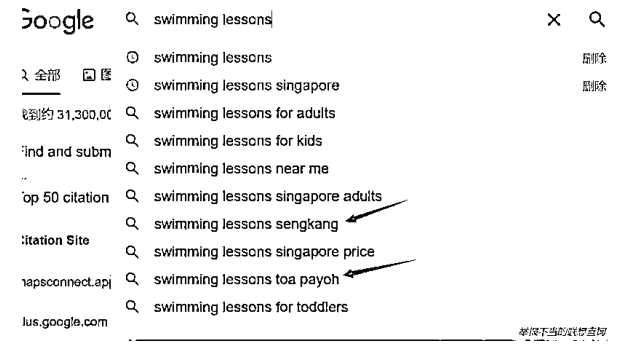 Google
swimming lessons
全部
swimming lessons
删除
swimming lessons singapore
删除
找到约 31,300,00
swimming lessons for adults
Find and subm
swimming lessons for kids
swimming lessons near me
Top 50 citation
swimming lessons singapore adults
swimming lessons sengkang
Citation Site
swimming lessons singapore price
mapsconnect.app
swimming lessons toa payoh
swimming lessons for toddlers
plus.google.com
举报不当的联想查询